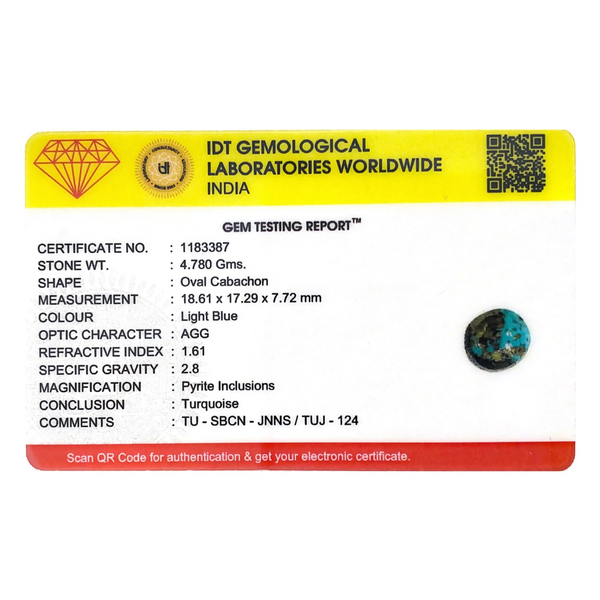 IDT GEMOLOGICAL
LABORATORIES WORLDWIDE
INDIA
GEM TESTING REPORT™
CERTIFICATE NO. : 1183387
STONE WT. : 4.780 Gms.
SHAPE : Oval Cabachon
MEASUREMENT : 18.61 x 17.29 x 7.72 mm
COLOUR : Light Blue
OPTIC CHARACTER : AGG
REFRACTIVE INDEX : 1.61
SPECIFIC GRAVITY : 2.8
MAGNIFICATION : Pyrite Inclusions
CONCLUSION : Turquoise
COMMENTS : TU - SBCN - JNNS / TUJ - 124
Scan QR Code for authentication & get your electronic certificate.